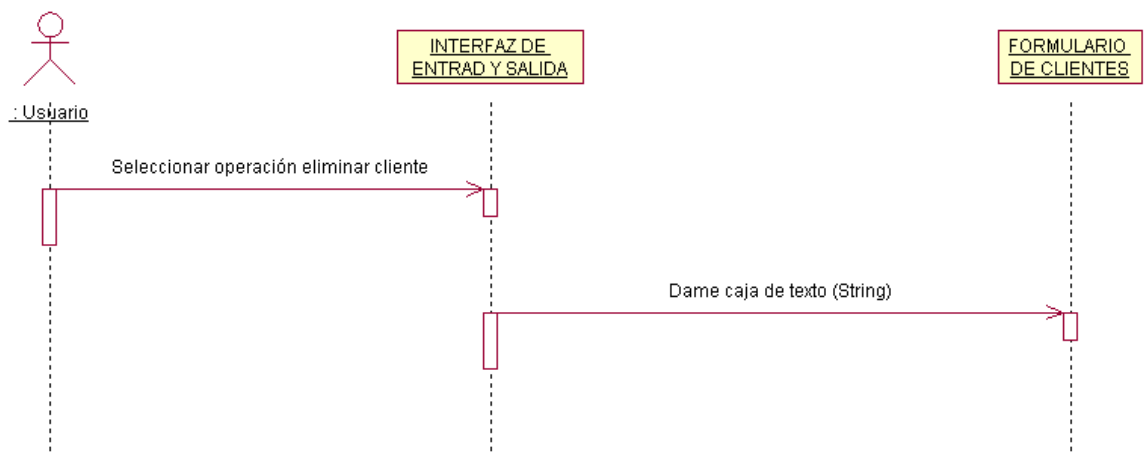 INTERFAZ DE
ENTRAD Y SALIDA
FORMULARIO
DE CLIENTES
: Usuario
Seleccionar operación eliminar cliente
Dame caja de texto (String)